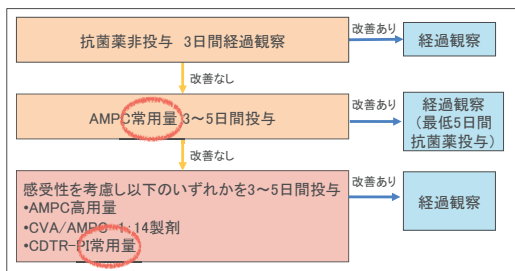 抗菌薬非投与 3日間経過観察
改善あり
経過観察
改善なし
AMPC常用量 3~5日間投与
改善あり
経過観察
(最低5日間
抗菌薬投与)
改善なし
感受性を考慮し以下のいずれかを3~5日間投与
•AMPC高用量
•CVA/AMPC 1:14製剤
•CDTR-PI常用量
改善あり
経過観察